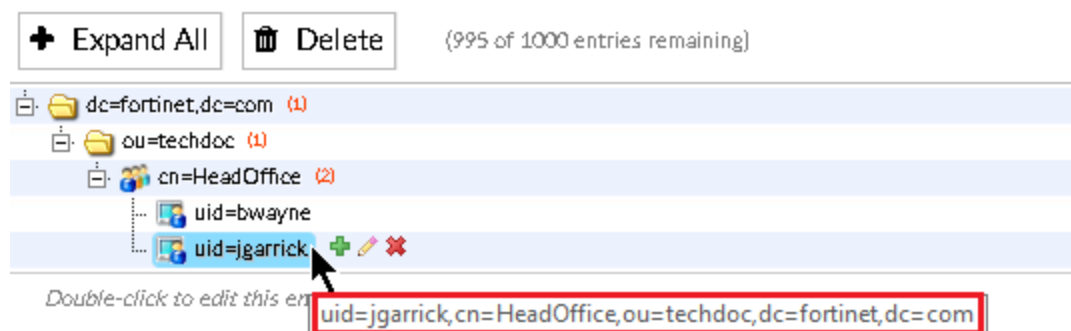 Expand All Delete (995 of 1000 entries remaining)
dc=fortinet,dc=com (1)
ou=techdoc (1)
cn=HeadOffice (2)
uid=bwayne
uid=jgarrick
Double-click to edit this
uid=jgarrick,cn=HeadOffice,ou=techdoc,dc=fortinet,dc=com